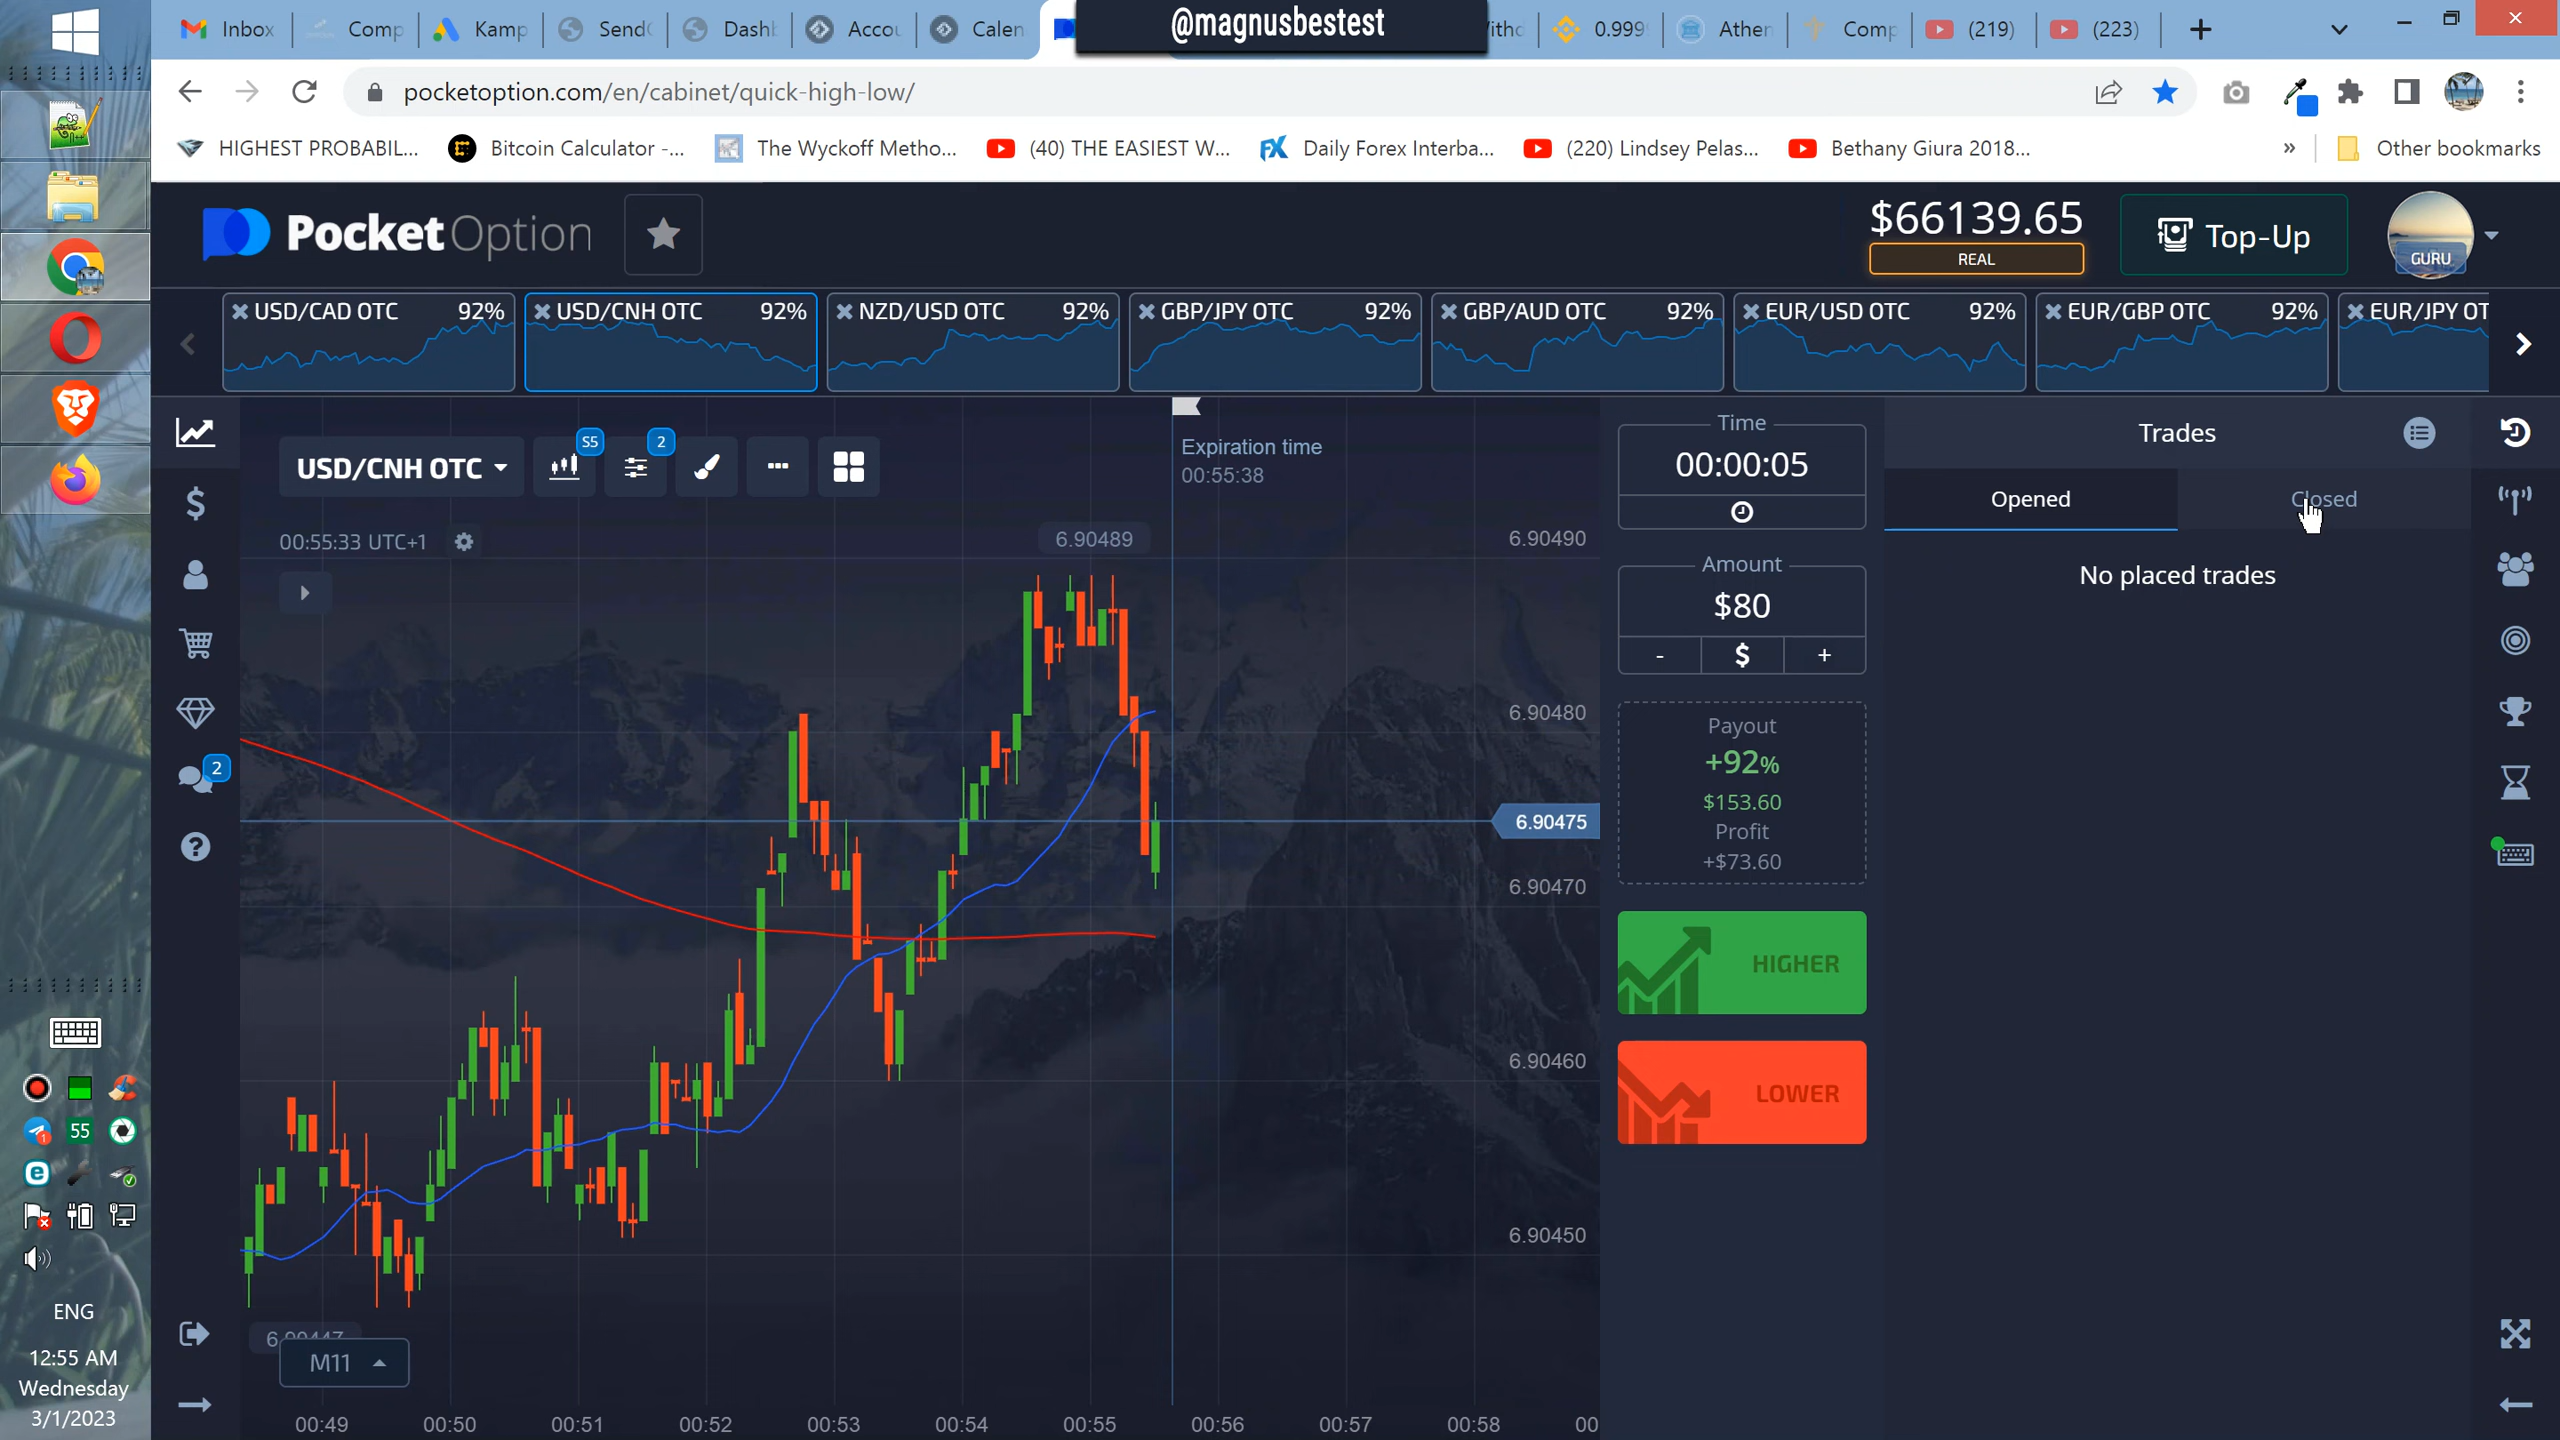 Inbox
Comp
Kamp
Send
Dashb
Accou
Calen
@magnusbestest
0.999
Athen
Comp
(219)
(223)
pocketoption.com/en/cabinet/quick-high-low/
HIGHEST PROBABIL...
Bitcoin Calculator -...
The Wyckoff Metho...
(40) THE EASIEST W...
Daily Forex Interba...
(220) Lindsey Pelas...
Bethany Giura 2018...
»
Other bookmarks
PocketOption
$66139.65
REAL
Top-Up
GURU
USD/CAD OTC 92%
USD/CNH OTC 92%
NZD/USD OTC 92%
GBP/JPY OTC 92%
GBP/AUD OTC 92%
EUR/USD OTC 92%
EUR/GBP OTC 92%
EUR/JPY OT
USD/CNH OTC
S5
2
Expiration time
00:55:38
00:55:33 UTC+1
6.90489
6.90490
6.90480
6.90475
6.90470
6.90460
6.90450
6.90447
M11
00:49
00:50
00:51
00:52
00:53
00:54
00:55
00:56
00:57
00:58
00
Time
00:00:05
Amount
$80
- $ +
Payout
+92%
$153.60
Profit
+$73.60
HIGHER
LOWER
Trades
Opened
Closed
No placed trades
2
55
ENG
12:55 AM
Wednesday
3/1/2023